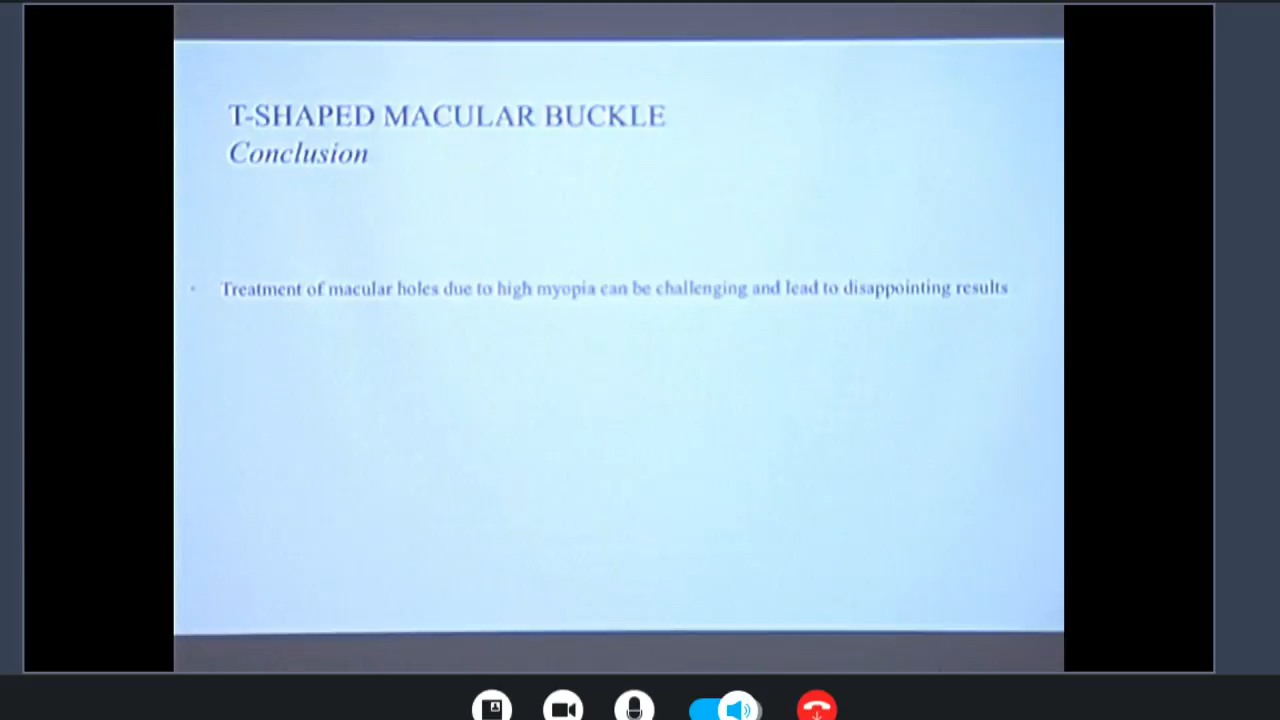 T-SHAPED MACULAR BUCKLE
Conclusion
• Treatment of macular holes due to high myopia can be challenging and lead to disappointing results